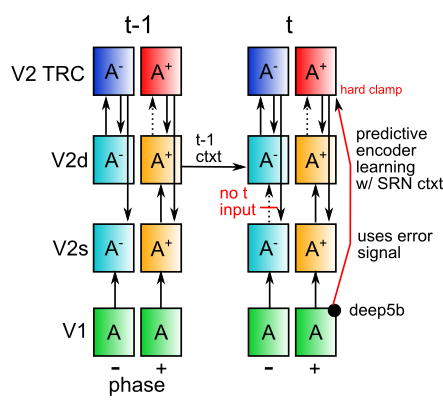 t-1 t
V2 TRC A⁻ A⁺ A⁻ A⁺
hard clamp
t-1
ctxt
predictive
encoder
learning
w/ SRN ctxt
V2d A⁻ A⁺ A⁻ A⁺
no t
input
V2s A⁻ A⁺ A⁻ A⁺
uses error
signal
deep5b
V1 A A A A
- + - +
phase